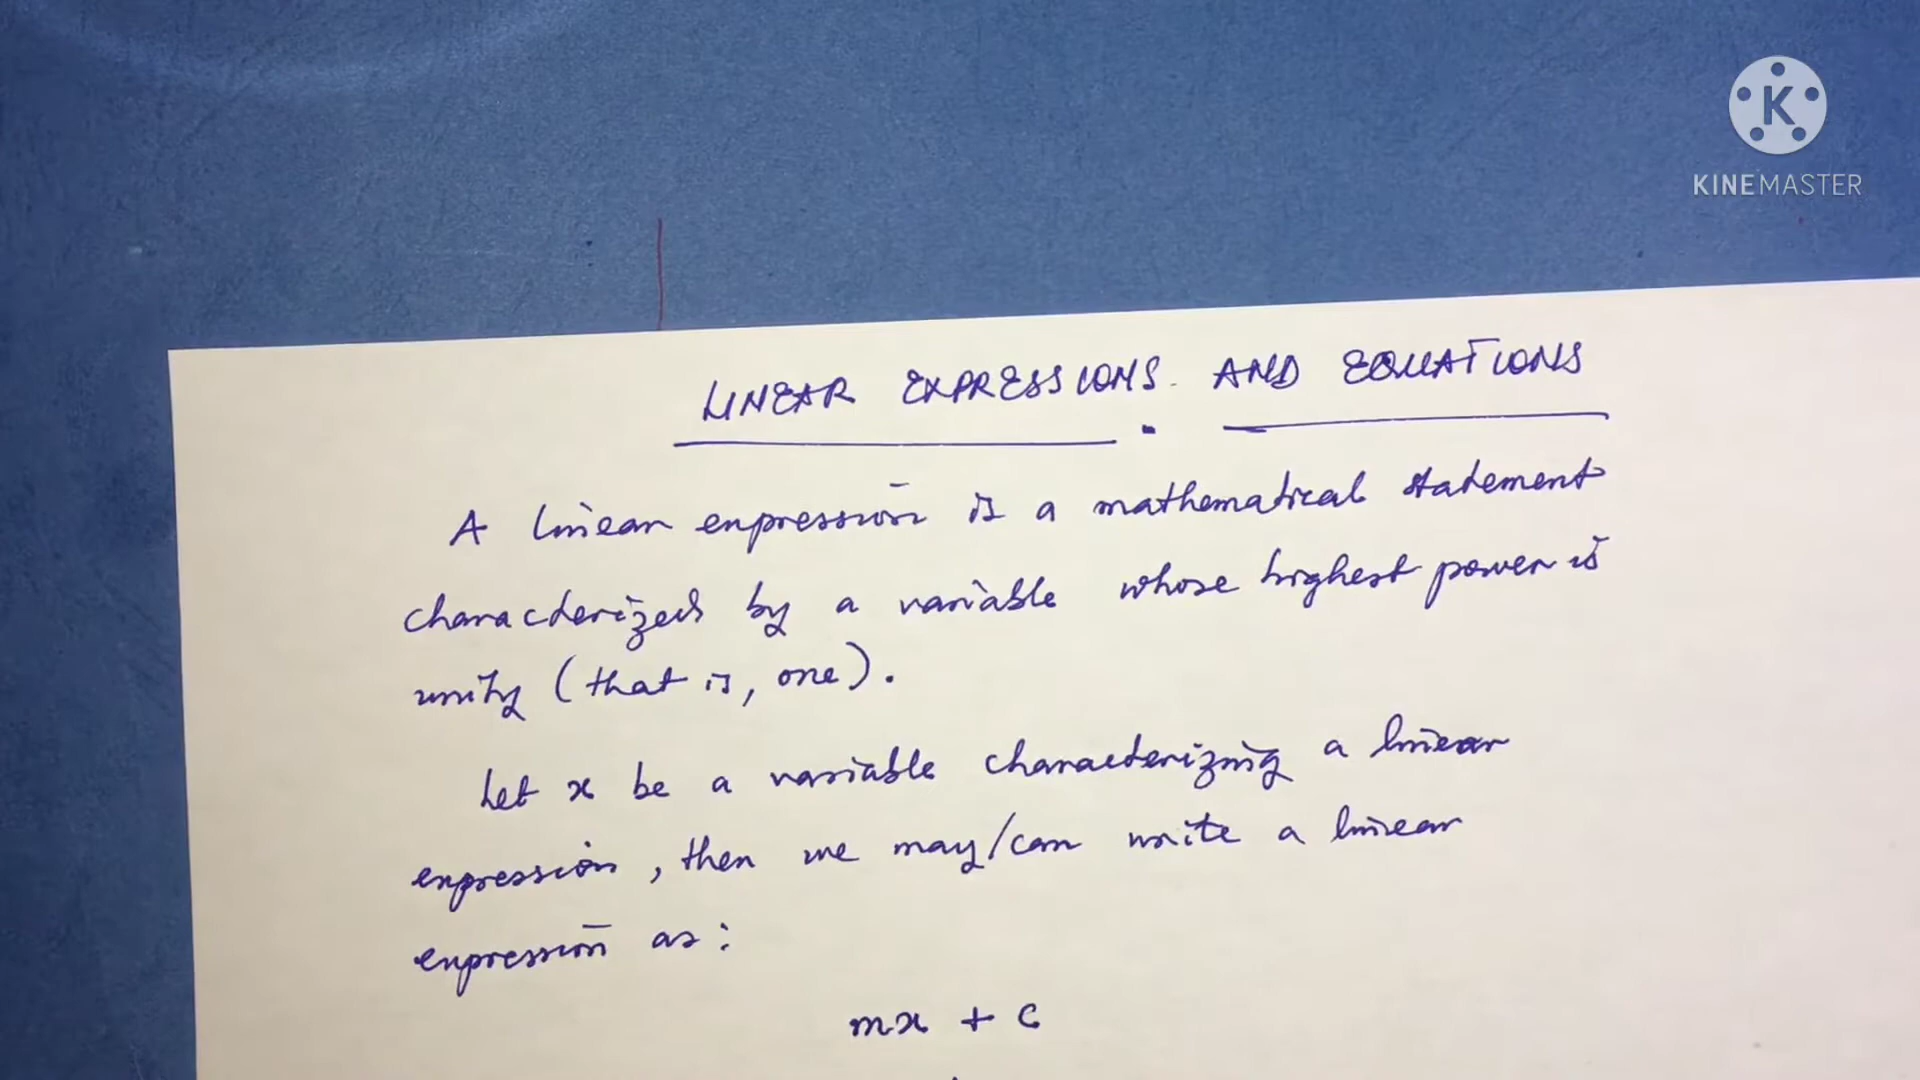 K
KINEMASTER
LINEAR EXPRESSIONS AND EQUATIONS
A linear expression is a mathematical statement
characterized by a variable whose highest power is
unity (that is, one).
Let x be a variable characterizing a linear
expression, then we may/can write a linear
expression as:
mx + c